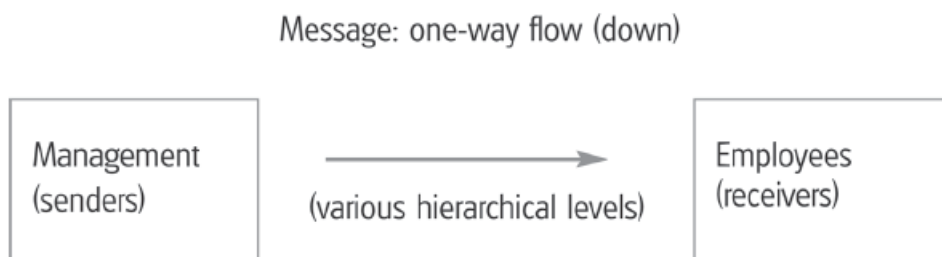 Message: one-way flow (down)
Management
(senders)
(various hierarchical levels)
Employees
(receivers)